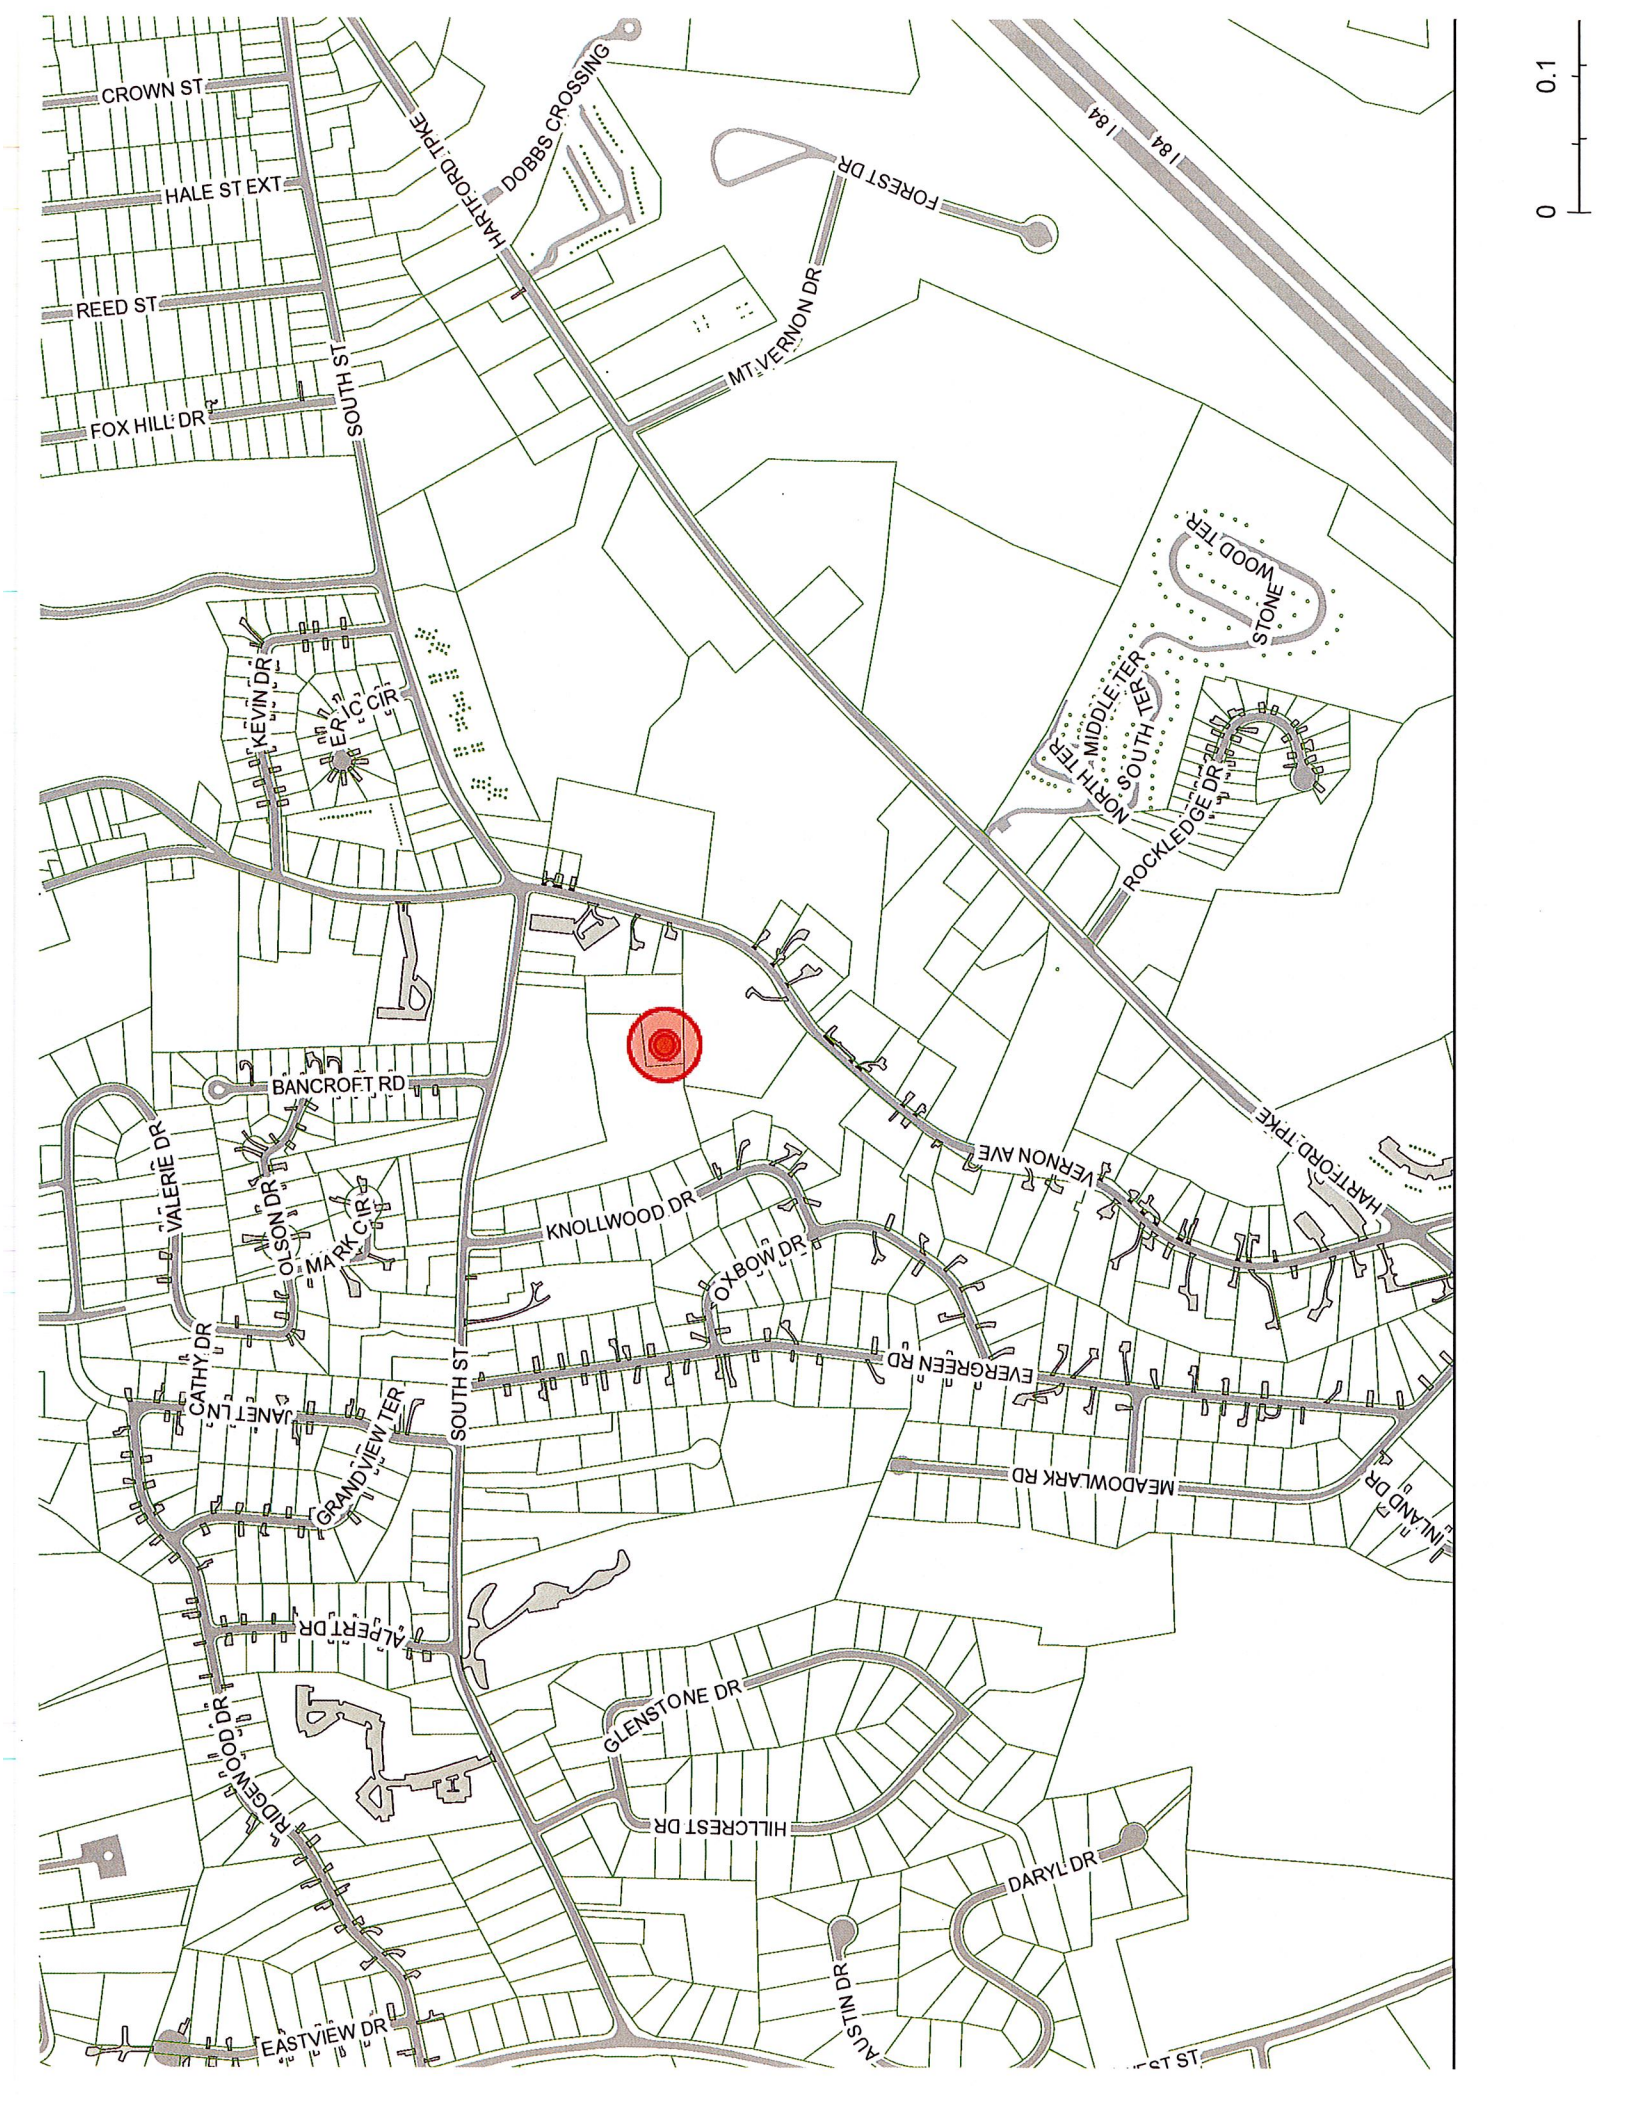 CROWN ST
HALE ST EXT
REED ST
FOX HILL DR
SOUTH ST
HARTFORD TPKE
DOBBS CROSSING
FOREST DR
MT VERNON DR
I 84
I 84
0.1
0
STONE
WOOD TER
MIDDLE TER
SOUTH TER
NORTH TER
ROCKLEDGE DR
KEVIN DR
ERIC CIR
BANCROFT RD
VALERIE DR
OLSON DR
MARK CIR
CATHY DR
JANET LN
GRANDVIEW TER
SOUTH ST
KNOLLWOOD DR
OXBOW DR
VERNON AVE
HARTFORD TPKE
EVERGREEN RD
MEADOWLARK RD
INLAND DR
ALPERT DR
RIDGEWOOD DR
GLENSTONE DR
HILLCREST DR
DARYL DR
AUSTIN DR
EASTVIEW DR
ST